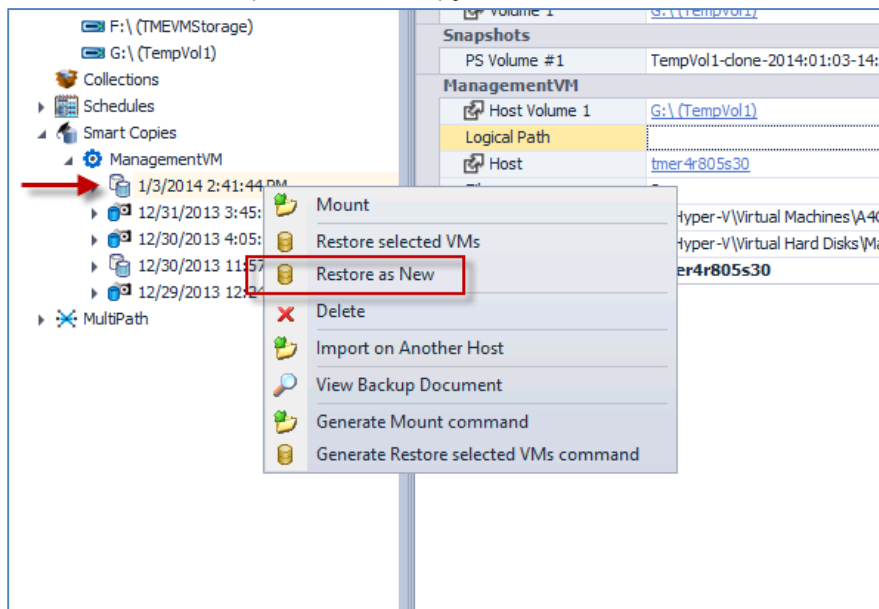 F:\ (TMEVMStorage)
G:\ (TempVol1)
Collections
Schedules
Smart Copies
ManagementVM
1/3/2014 2:41:44 PM
12/31/2013 3:45:
12/30/2013 4:05:
12/30/2013 11:57
12/29/2013 12:24
MultiPath
Volume 1 G:\ (TempVol1)
Snapshots
PS Volume #1 TempVol1-clone-2014:01:03-14:
ManagementVM
Host Volume 1 G:\ (TempVol1)
Logical Path
Host tmer4r805s30
Hyper-V\Virtual Machines\A4
Hyper-V\Virtual Hard Disks\Ma
er4r805s30
Mount
Restore selected VMs
Restore as New
Delete
Import on Another Host
View Backup Document
Generate Mount command
Generate Restore selected VMs command